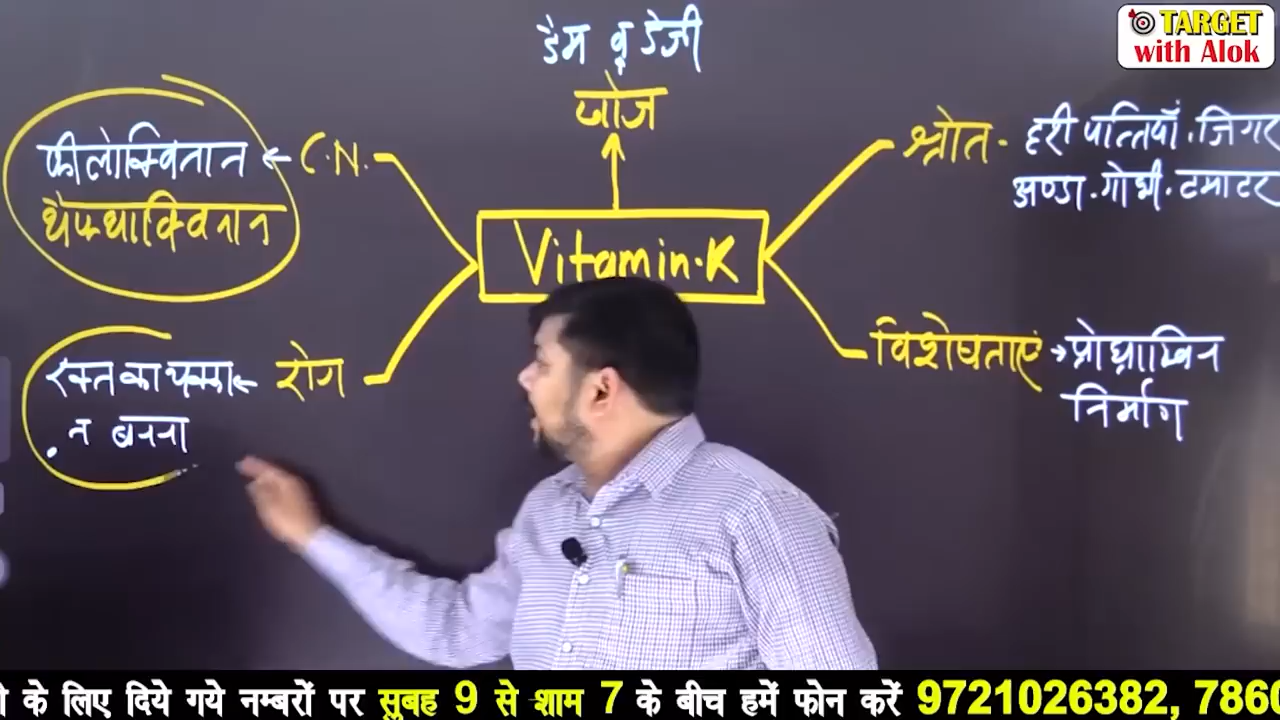 TARGET
with Alok
डैम व डेजी
खोज
C.N.
फीलोक्विनान
थैफ्थाक्विनान
श्रोत - हरी पत्तियाँ . जिगर
अण्डा . गोभी . टमाटर
Vitamin.K
रोग
रक्त का थक्का
न बनना
विशेषताएं → प्रोथ्राम्बिन
निर्माण
के लिए दिये गये नम्बरों पर सुबह 9 से शाम 7 के बीच हमें फोन करें 9721026382, 7860